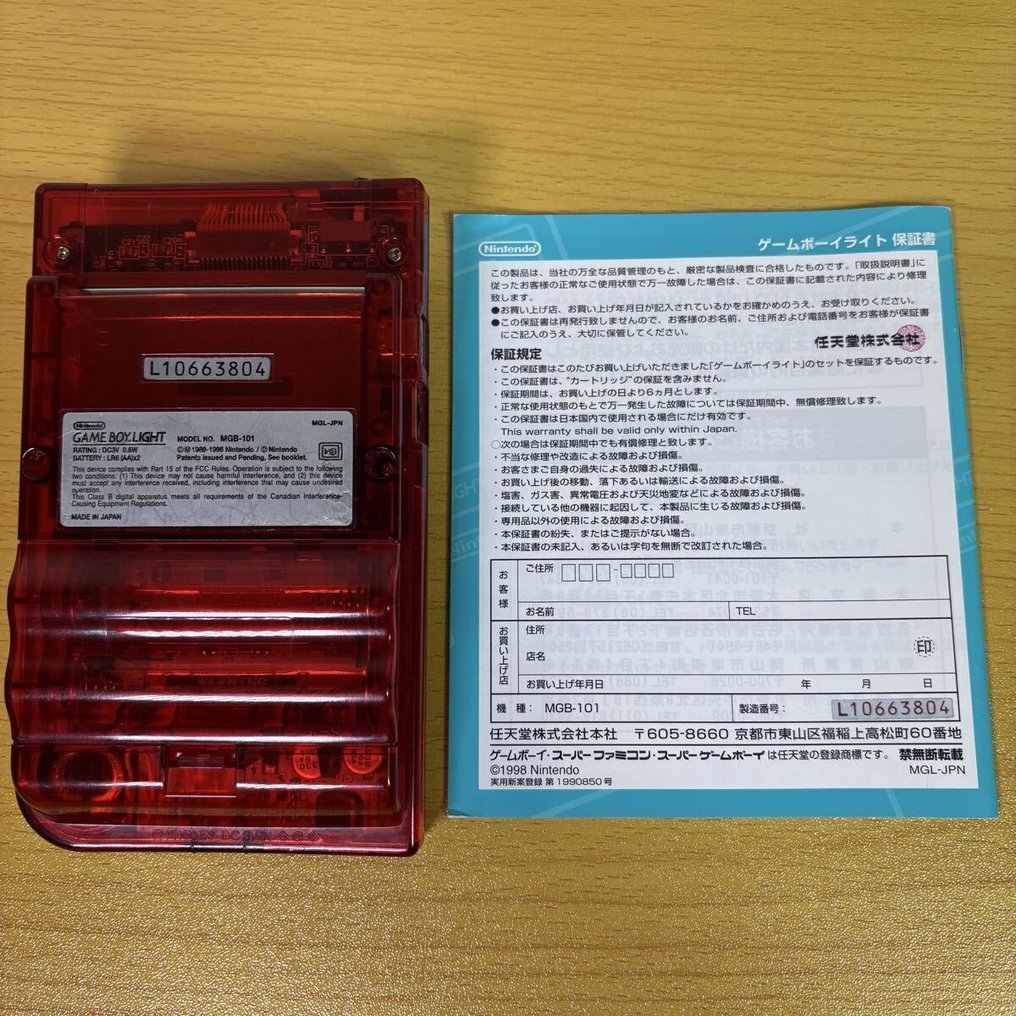 L10663804
Nintendo
GAME BOY LIGHT
MODEL NO. MGB-101
MGL-JPN
RATING : DC3V 0.6W
BATTERY : LR6 (AA)x2
Patents issued and Pending, See booklet.
This device complies with Part 15 of the FCC Rules. Operation is subject to the following
two conditions: (1) This device may not cause harmful interference, and (2) this device
must accept any interference received, including interference that may cause undesired
operation.
This Class B digital apparatus meets all requirements of the Canadian Interference-
Causing Equipment Regulations.
MADE IN JAPAN
Nintendo
ゲームボーイライト 保証書
この製品は、当社の万全な品質管理のもと、厳密な製品検査に合格したものです。「取扱説明書」に
従ったお客様の正常なご使用状態で万一故障した場合は、この保証書に記載された内容により修理
致します。
●お買い上げ店、お買い上げ年月日が記入されているかをお確かめのうえ、お受け取りください。
●この保証書は再発行致しませんので、お客様のお名前、ご住所および電話番号をお客様が保証書
にご記入のうえ、大切に保管してください。
任天堂株式会社
保証規定
・この保証書はこのたびお買い上げいただきました「ゲームボーイライト」のセットを保証するものです。
・この保証書は、“カートリッジ”の保証を含みません。
・保証期間は、お買い上げの日より6ヵ月とします。
・正常な使用状態のもとで万一発生した故障については保証期間中、無償修理致します。
・この保証書は日本国内で使用される場合にだけ有効です。
This warranty shall be valid only within Japan.
○次の場合は保証期間中でも有償修理と致します。
・不当な修理や改造による故障および損傷。
・お客さまご自身の過失による故障および損傷。
・お買い上げ後の移動、落下あるいは輸送による故障および損傷。
・塩害、ガス害、異常電圧および天災地変などによる故障および損傷。
・接続している他の機器に起因して、本製品に生じる故障および損傷。
・専用品以外の使用による故障および損傷。
・本保証書の紛失、またはご提示がない場合。
・本保証書の未記入、あるいは字句を無断で改訂された場合。
お客様
ご住所 □□□-□□□□
お名前 TEL
お買い上げ店
住所
店名 印
お買い上げ年月日 年 月 日
機種： MGB-101 製造番号： L10663804
任天堂株式会社本社 〒605-8660 京都市東山区福稲上高松町60番地
ゲームボーイ・スーパーファミコン・スーパーゲームボーイは任天堂の登録商標です。 禁無断転載
©1998 Nintendo MGL-JPN
実用新案登録 第1990850号